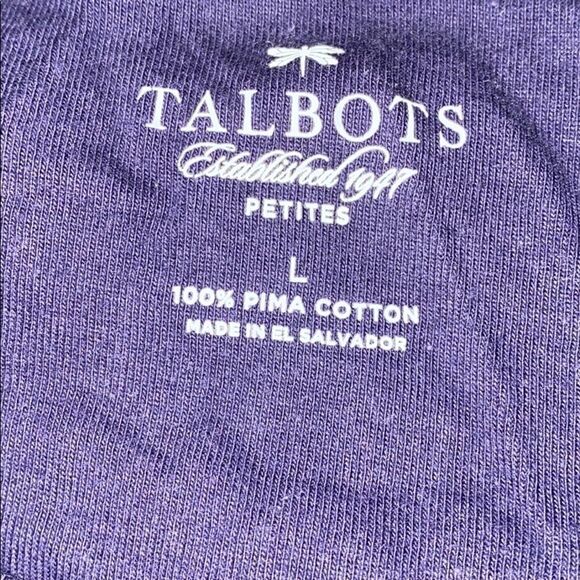 TALBOTS
Established 1947
PETITES
L
100% PIMA COTTON
MADE IN EL SALVADOR